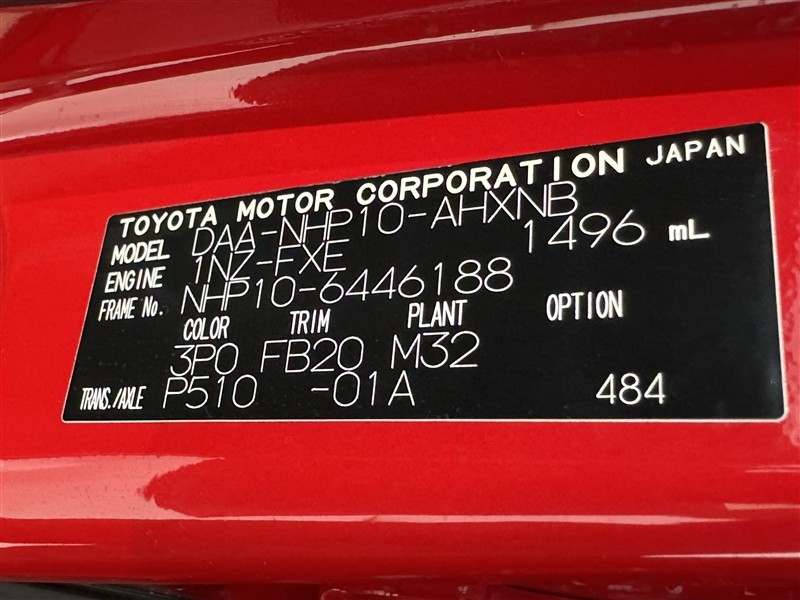 TOYOTA MOTOR CORPORATION JAPAN
MODEL DAA-NHP10-AHXNB
ENGINE 1NZ-FXE 1496 mL
FRAME No. NHP10-6446188
COLOR TRIM PLANT OPTION
3P0 FB20 M32
TRANS./AXLE P510 -01A 484